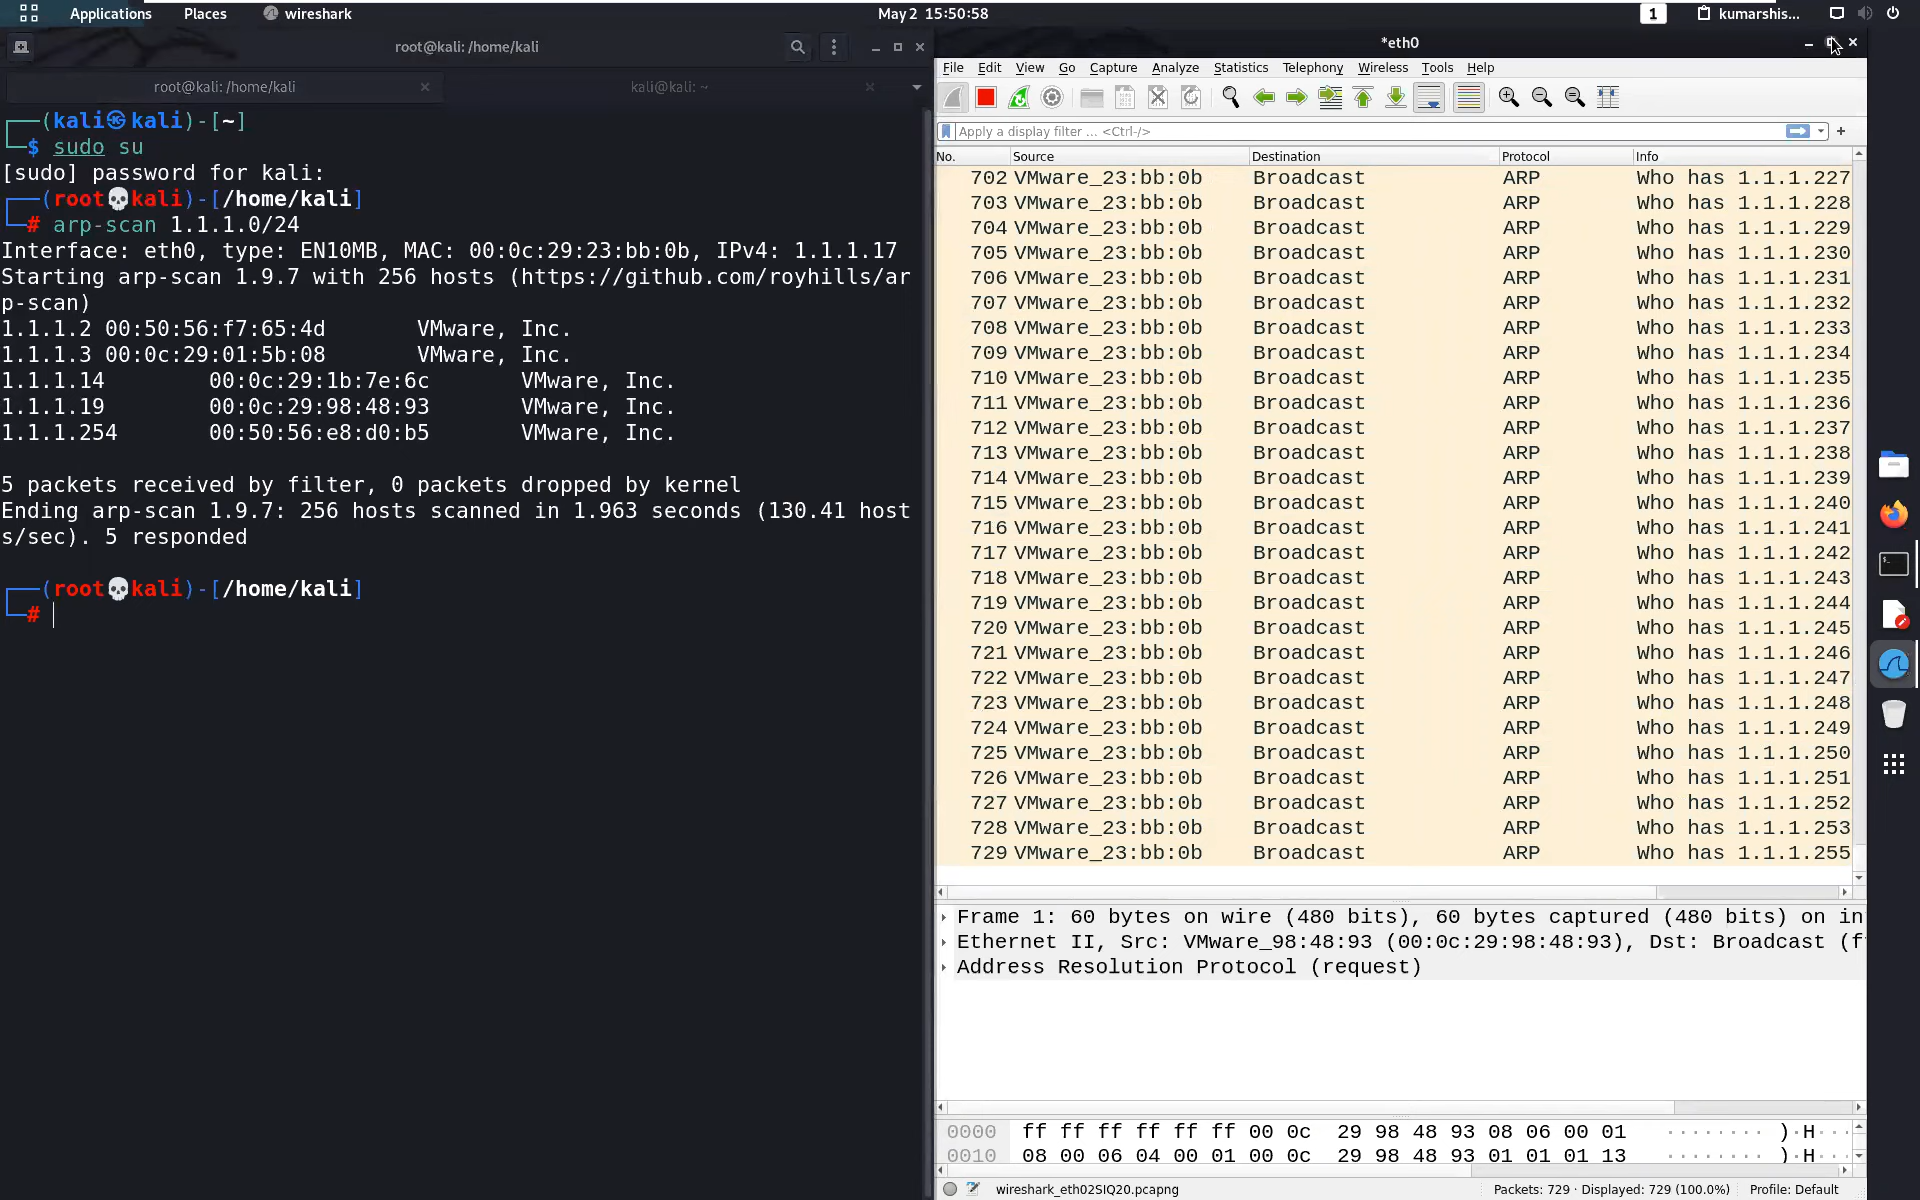 Applications Places wireshark May 2 15:50:58 1 kumarshis...
root@kali: /home/kali
root@kali: /home/kali kali@kali: ~
(kali㉿kali)-[~]
$ sudo su
[sudo] password for kali:
(root💀kali)-[/home/kali]
# arp-scan 1.1.1.0/24
Interface: eth0, type: EN10MB, MAC: 00:0c:29:23:bb:0b, IPv4: 1.1.1.17
Starting arp-scan 1.9.7 with 256 hosts (https://github.com/royhills/ar
p-scan)
1.1.1.2 00:50:56:f7:65:4d VMware, Inc.
1.1.1.3 00:0c:29:01:5b:08 VMware, Inc.
1.1.1.14 00:0c:29:1b:7e:6c VMware, Inc.
1.1.1.19 00:0c:29:98:48:93 VMware, Inc.
1.1.1.254 00:50:56:e8:d0:b5 VMware, Inc.
5 packets received by filter, 0 packets dropped by kernel
Ending arp-scan 1.9.7: 256 hosts scanned in 1.963 seconds (130.41 host
s/sec). 5 responded
(root💀kali)-[/home/kali]
#
*eth0
File Edit View Go Capture Analyze Statistics Telephony Wireless Tools Help
Apply a display filter ... <Ctrl-/>
No. Source Destination Protocol Info
702 VMware_23:bb:0b Broadcast ARP Who has 1.1.1.227
703 VMware_23:bb:0b Broadcast ARP Who has 1.1.1.228
704 VMware_23:bb:0b Broadcast ARP Who has 1.1.1.229
705 VMware_23:bb:0b Broadcast ARP Who has 1.1.1.230
706 VMware_23:bb:0b Broadcast ARP Who has 1.1.1.231
707 VMware_23:bb:0b Broadcast ARP Who has 1.1.1.232
708 VMware_23:bb:0b Broadcast ARP Who has 1.1.1.233
709 VMware_23:bb:0b Broadcast ARP Who has 1.1.1.234
710 VMware_23:bb:0b Broadcast ARP Who has 1.1.1.235
711 VMware_23:bb:0b Broadcast ARP Who has 1.1.1.236
712 VMware_23:bb:0b Broadcast ARP Who has 1.1.1.237
713 VMware_23:bb:0b Broadcast ARP Who has 1.1.1.238
714 VMware_23:bb:0b Broadcast ARP Who has 1.1.1.239
715 VMware_23:bb:0b Broadcast ARP Who has 1.1.1.240
716 VMware_23:bb:0b Broadcast ARP Who has 1.1.1.241
717 VMware_23:bb:0b Broadcast ARP Who has 1.1.1.242
718 VMware_23:bb:0b Broadcast ARP Who has 1.1.1.243
719 VMware_23:bb:0b Broadcast ARP Who has 1.1.1.244
720 VMware_23:bb:0b Broadcast ARP Who has 1.1.1.245
721 VMware_23:bb:0b Broadcast ARP Who has 1.1.1.246
722 VMware_23:bb:0b Broadcast ARP Who has 1.1.1.247
723 VMware_23:bb:0b Broadcast ARP Who has 1.1.1.248
724 VMware_23:bb:0b Broadcast ARP Who has 1.1.1.249
725 VMware_23:bb:0b Broadcast ARP Who has 1.1.1.250
726 VMware_23:bb:0b Broadcast ARP Who has 1.1.1.251
727 VMware_23:bb:0b Broadcast ARP Who has 1.1.1.252
728 VMware_23:bb:0b Broadcast ARP Who has 1.1.1.253
729 VMware_23:bb:0b Broadcast ARP Who has 1.1.1.255
Frame 1: 60 bytes on wire (480 bits), 60 bytes captured (480 bits) on in
Ethernet II, Src: VMware_98:48:93 (00:0c:29:98:48:93), Dst: Broadcast (f
Address Resolution Protocol (request)
0000 ff ff ff ff ff ff 00 0c 29 98 48 93 08 06 00 01 ········ )·H···
0010 08 00 06 04 00 01 00 0c 29 98 48 93 01 01 01 13 ········ )·H···
wireshark_eth02SIQ20.pcapng Packets: 729 · Displayed: 729 (100.0%) Profile: Default